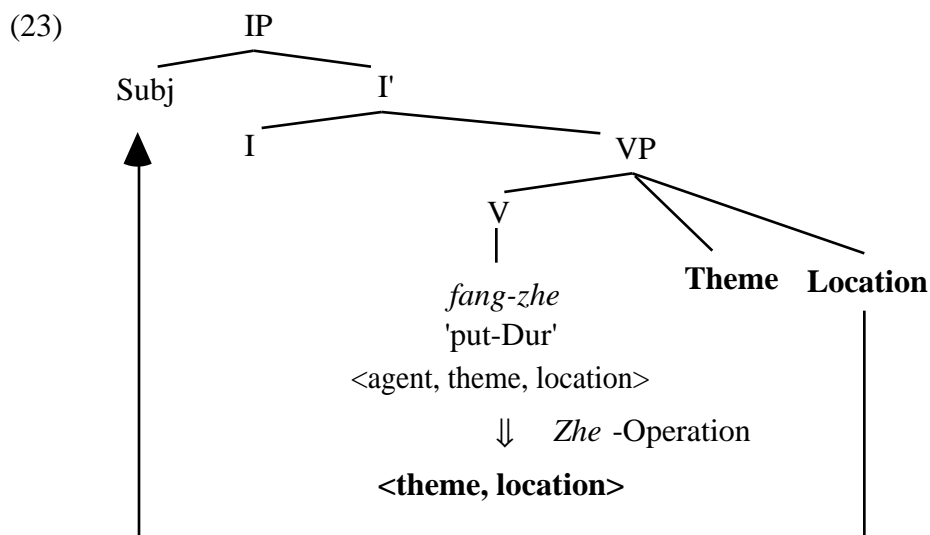 (23) IP
Subj I'
I VP
V
Theme Location
fang-zhe
'put-Dur'
<agent, theme, location>
⇓ Zhe -Operation
<theme, location>